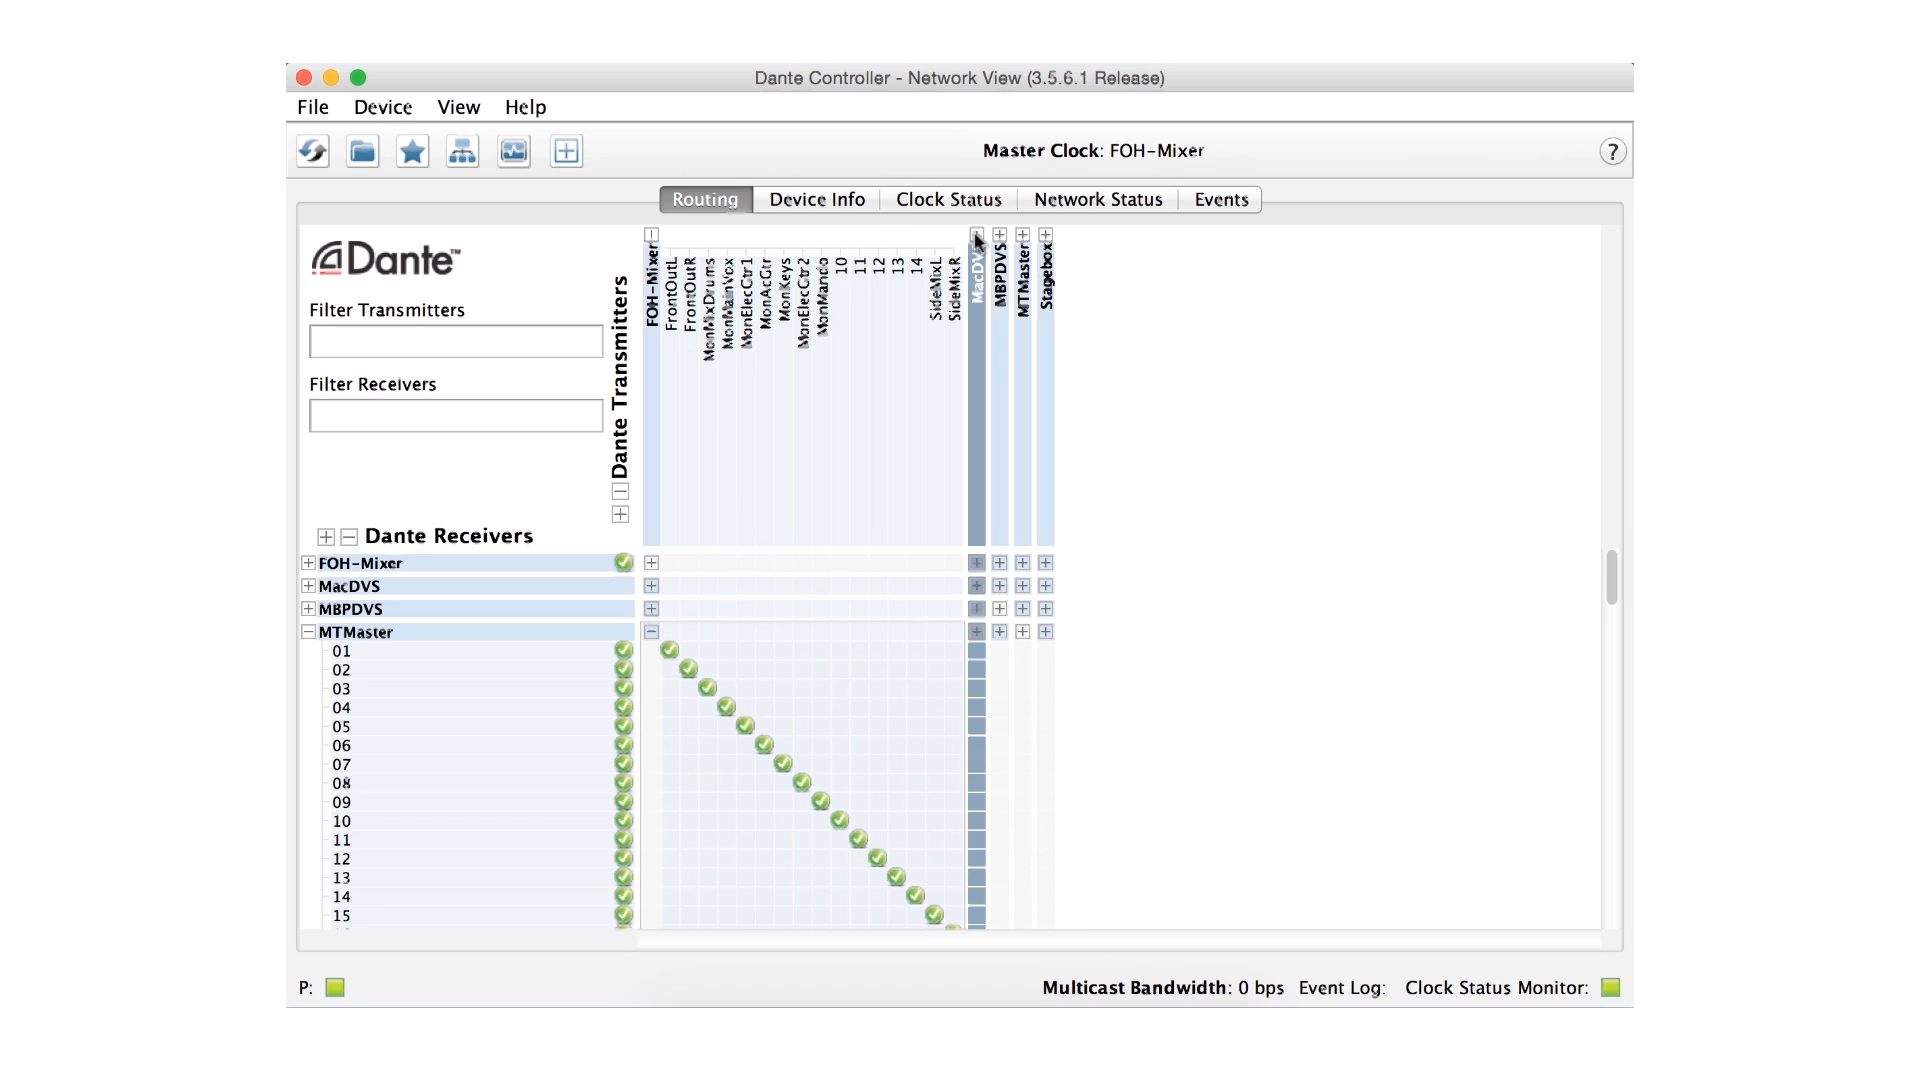 Dante Controller - Network View (3.5.6.1 Release)
File Device View Help
Master Clock: FOH-Mixer
?
Routing Device Info Clock Status Network Status Events
Dante™
Filter Transmitters
Filter Receivers
Dante Transmitters
FOH-Mixer
FrontOutL
FrontOutR
MonMixDrums
MonMainVox
MonElecGtr1
MonAcGtr
MonKeys
MonElecGtr2
MonMando
10
11
12
13
14
SideMixL
SideMixR
MacDVS
MBPDVS
MTMaster
Stagebox
Dante Receivers
FOH-Mixer
MacDVS
MBPDVS
MTMaster
01
02
03
04
05
06
07
08
09
10
11
12
13
14
15
P:
Multicast Bandwidth: 0 bps Event Log: Clock Status Monitor: